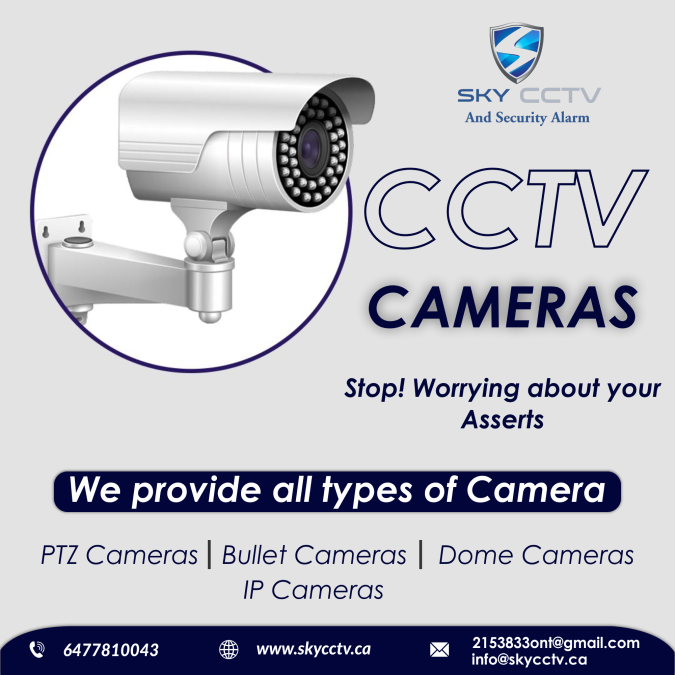 SKY CCTV
And Security Alarm
CCTV
CAMERAS
Stop! Worrying about your
Asserts
We provide all types of Camera
PTZ Cameras | Bullet Cameras | Dome Cameras
IP Cameras
6477810043
www.skycctv.ca
2153833ont@gmail.com
info@skycctv.ca